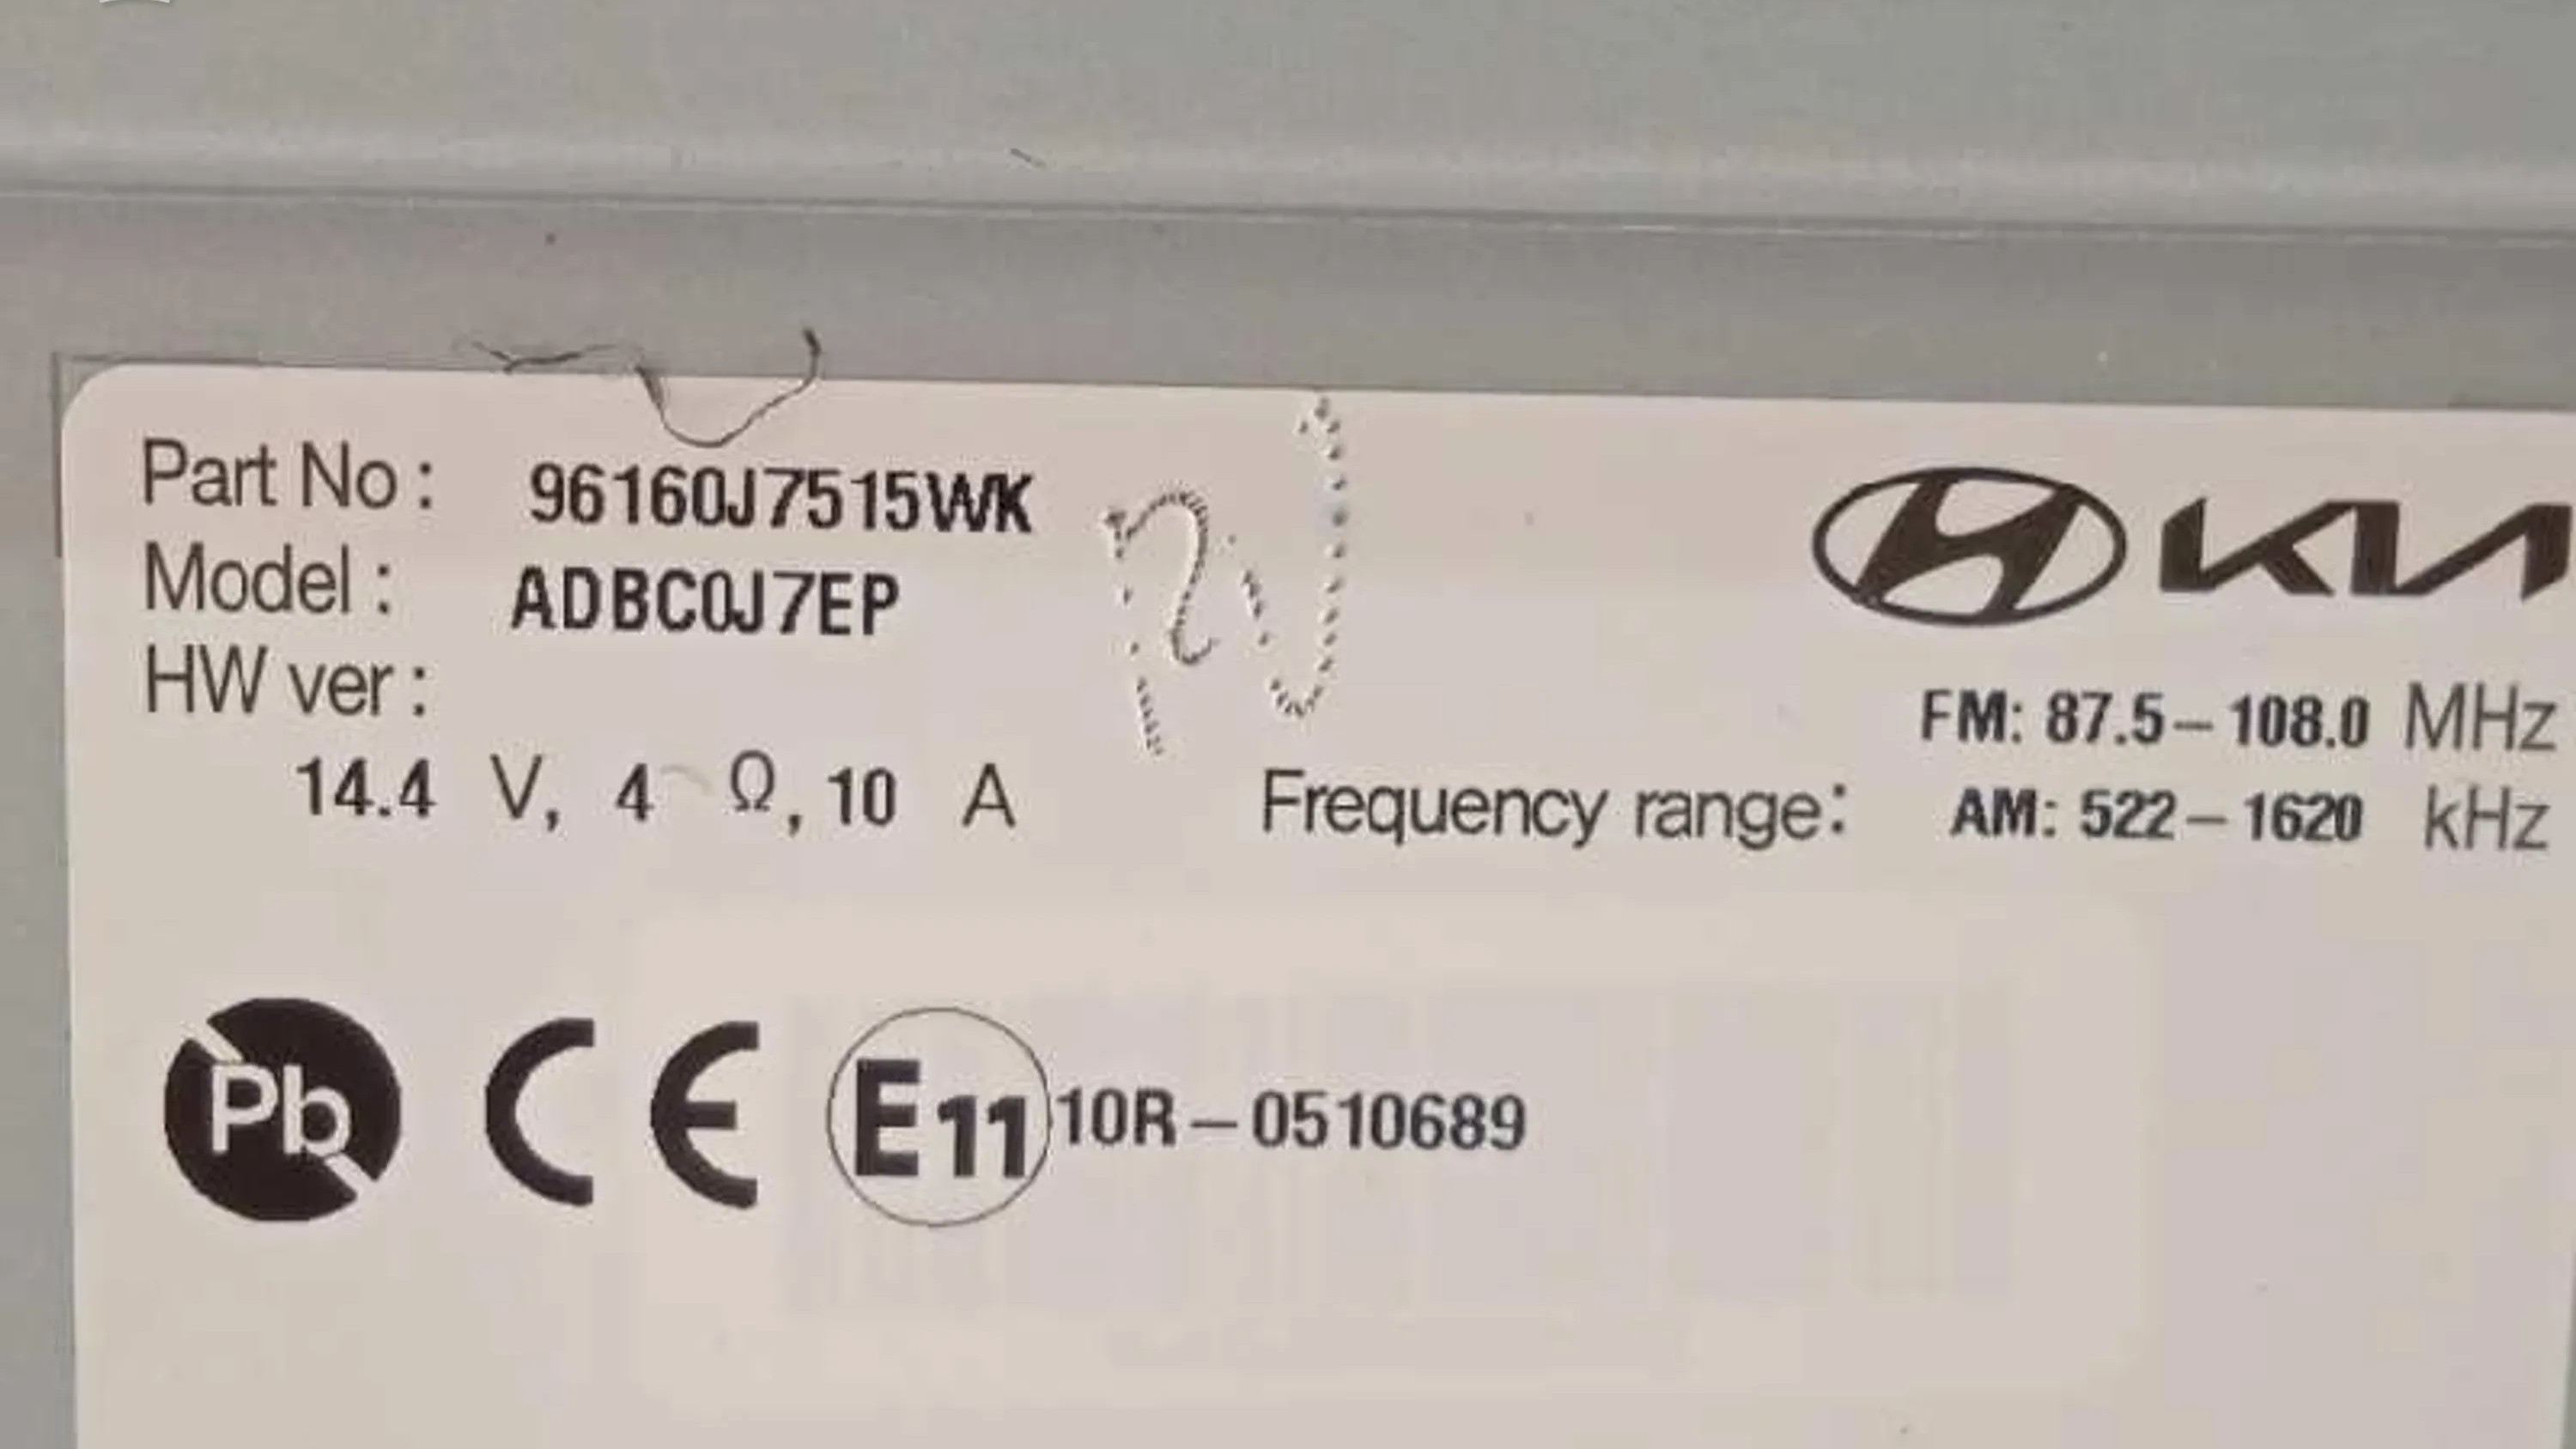 Part No : 96160J7515WK
Model : ADBC0J7EP
HW ver :
14.4 V, 4 Ω, 10 A
KIA
FM: 87.5–108.0 MHz
Frequency range: AM: 522–1620 kHz
Pb CE E11 10R–0510689